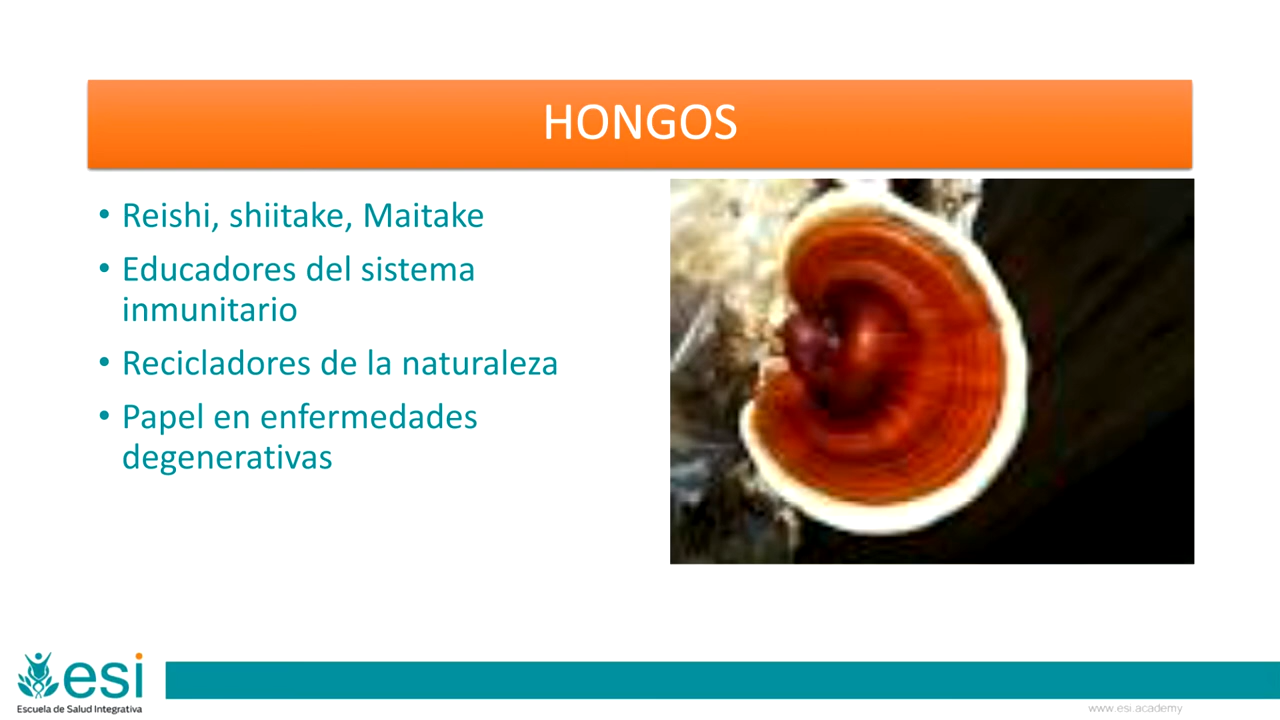 HONGOS
• Reishi, shiitake, Maitake
• Educadores del sistema
inmunitario
• Recicladores de la naturaleza
• Papel en enfermedades
degenerativas
esi
Escuela de Salud Integrativa
www.esi.academy